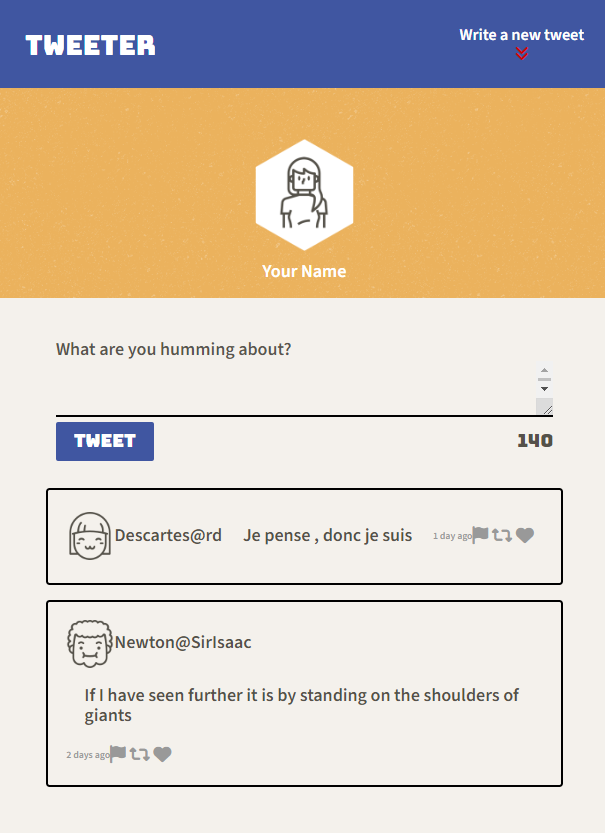 TWEETER
Write a new tweet
Your Name
What are you humming about?
TWEET
140
Descartes@rd Je pense , donc je suis 1 day ago
Newton@SirIsaac
If I have seen further it is by standing on the shoulders of
giants
2 days ago